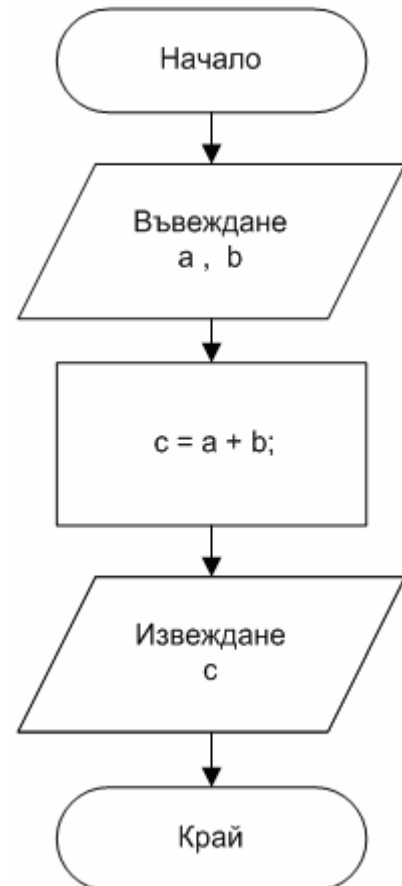 Начало
Въвеждане
a , b
c = a + b;
Извеждане
c
Край